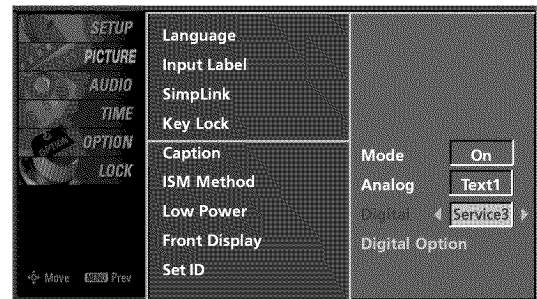 SETUP
PICTURE
AUDIO
TIME
OPTION
OPTION
LOCK
Move MENU Prev
Language
Input Label
SimpLink
Key Lock
Caption
ISM Method
Low Power
Front Display
Set ID
Mode On
Analog Text1
Digital Service3
Digital Option